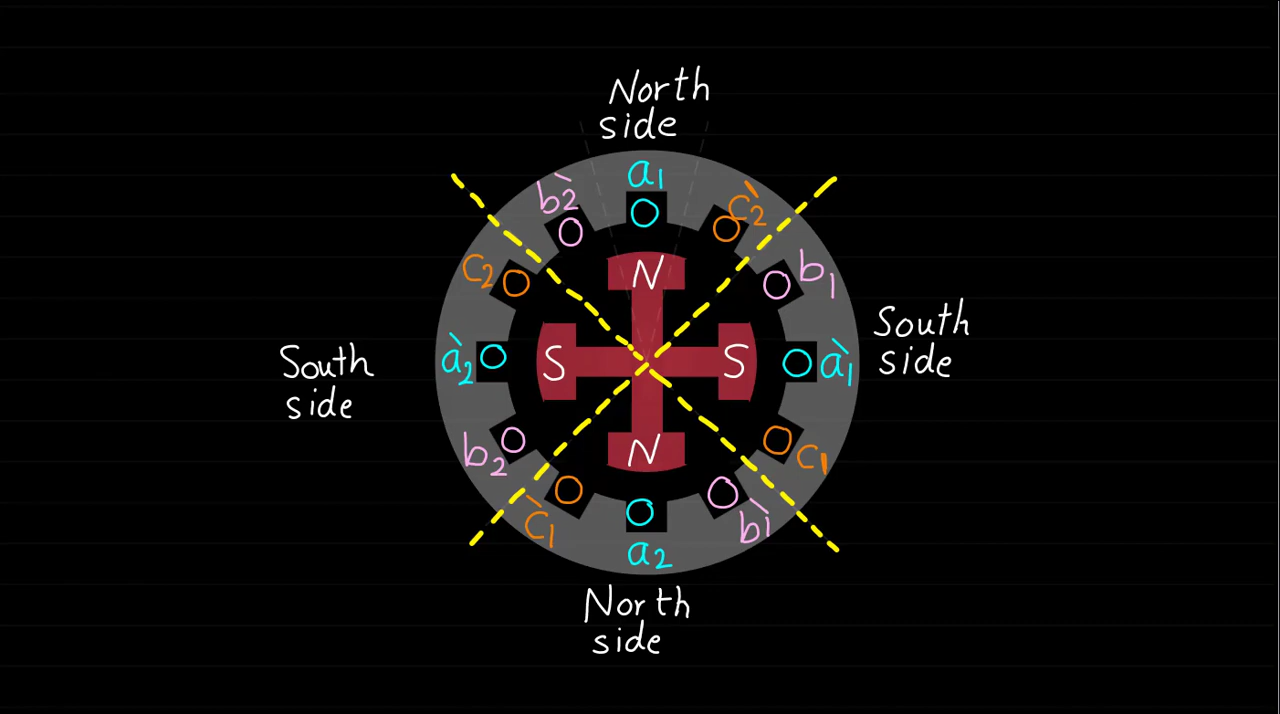 North
side
a1
b̀2
c̀2
c2
b1
N
South
side
South
side
à2
S
S
à1
b2
c1
N
c̀1
b̀1
a2
North
side